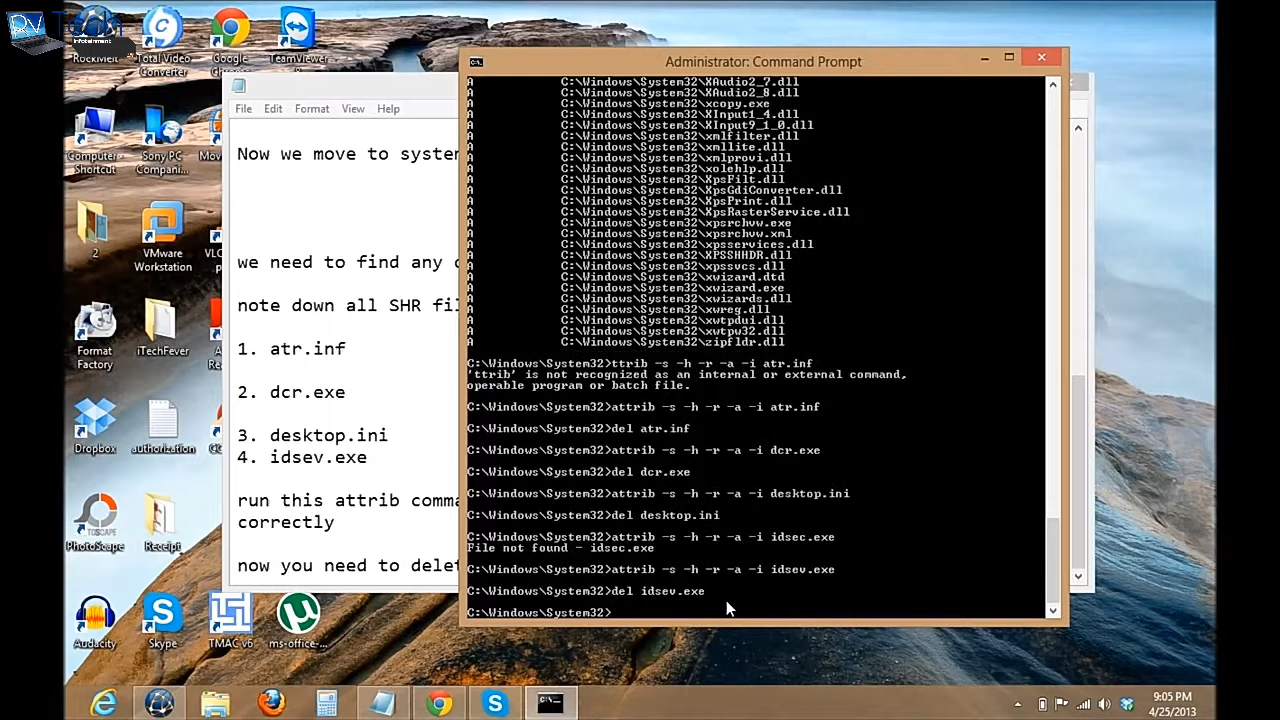 RV Tech
Infotainment
RockMelt
Total Video
Converter
Google
TeamViewer
Computer -
Shortcut
Sony PC
Compani...
2
VMware
Workstation
Format
Factory
iTechFever
Dropbox
authorization
PhotoScape
Receipt
Audacity
Skype
TMAC v6
ms-office-...
File Edit Format View Help
Now we move to system
we need to find any
note down all SHR
1. atr.inf
2. dcr.exe
3. desktop.ini
4. idsev.exe
run this attrib
correctly
now you need to
Administrator: Command Prompt
A C:\Windows\System32\XAudio2_7.dll
A C:\Windows\System32\XAudio2_8.dll
A C:\Windows\System32\xcopy.exe
A C:\Windows\System32\XInput1_4.dll
A C:\Windows\System32\XInput9_1_0.dll
A C:\Windows\System32\xmlfilter.dll
A C:\Windows\System32\xmllite.dll
A C:\Windows\System32\xmlprovi.dll
A C:\Windows\System32\xolehlp.dll
A C:\Windows\System32\XpsFilt.dll
A C:\Windows\System32\XpsGdiConverter.dll
A C:\Windows\System32\XpsPrint.dll
A C:\Windows\System32\XpsRasterService.dll
A C:\Windows\System32\xpsrchvw.exe
A C:\Windows\System32\xpsrchvw.xml
A C:\Windows\System32\xpsservices.dll
A C:\Windows\System32\XPSSHHDR.dll
A C:\Windows\System32\xpssvcs.dll
A C:\Windows\System32\xwizard.dtd
A C:\Windows\System32\xwizard.exe
A C:\Windows\System32\xwizards.dll
A C:\Windows\System32\xwreg.dll
A C:\Windows\System32\xwtpdui.dll
A C:\Windows\System32\xwtpw32.dll
A C:\Windows\System32\zipfldr.dll
C:\Windows\System32>ttrib -s -h -r -a -i atr.inf
'ttrib' is not recognized as an internal or external command,
operable program or batch file.
C:\Windows\System32>attrib -s -h -r -a -i atr.inf
C:\Windows\System32>del atr.inf
C:\Windows\System32>attrib -s -h -r -a -i dcr.exe
C:\Windows\System32>del dcr.exe
C:\Windows\System32>attrib -s -h -r -a -i desktop.ini
C:\Windows\System32>del desktop.ini
C:\Windows\System32>attrib -s -h -r -a -i idsec.exe
File not found - idsec.exe
C:\Windows\System32>attrib -s -h -r -a -i idsev.exe
C:\Windows\System32>del idsev.exe
C:\Windows\System32>
9:05 PM
4/25/2013